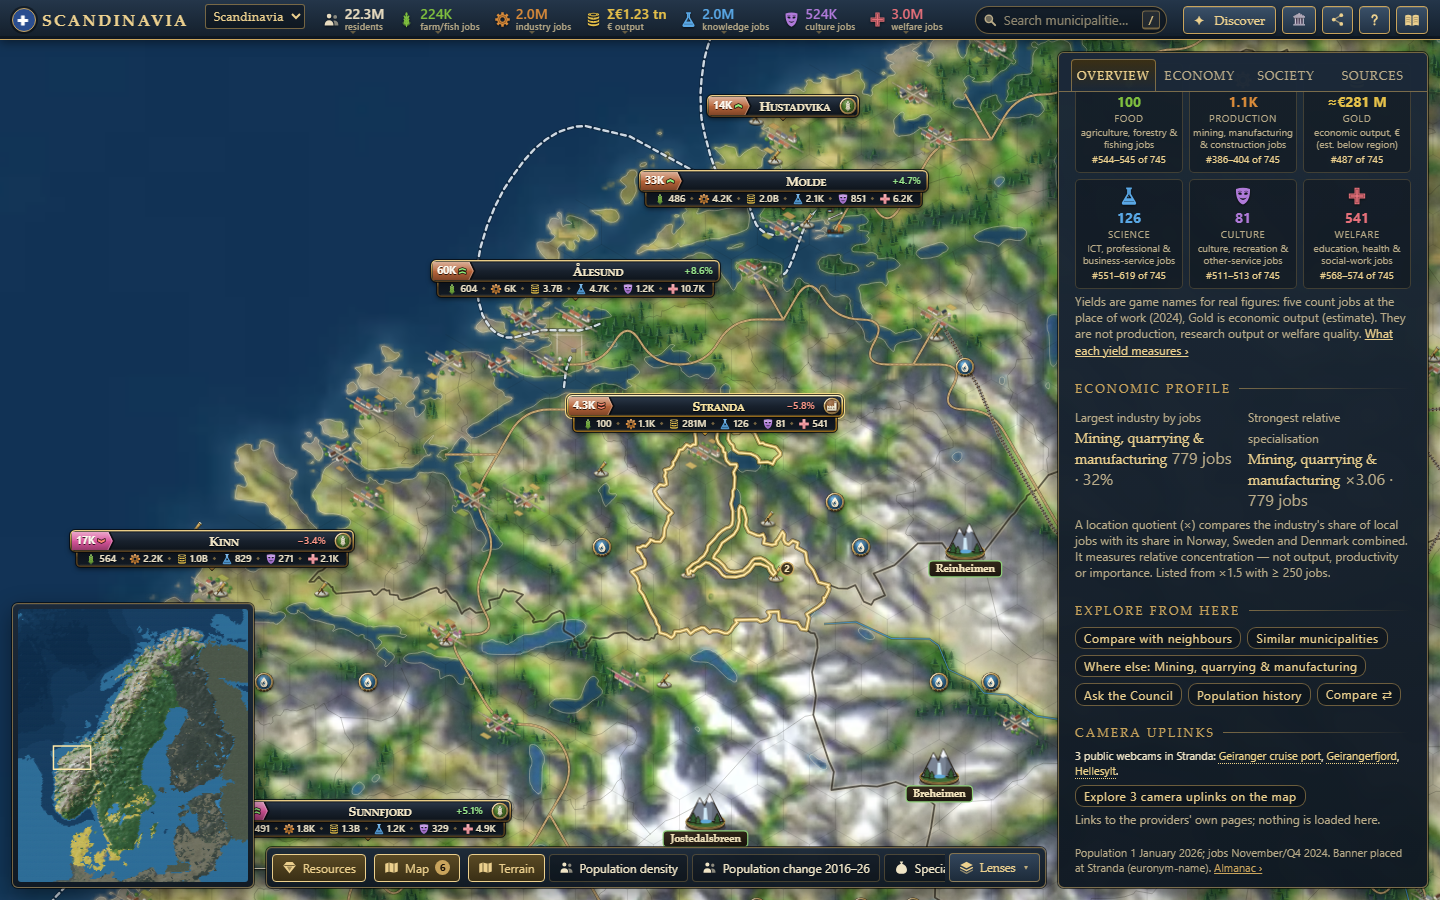 SCANDINAVIA
Scandinavia
22.3M residents
224K farm/fish jobs
2.0M industry jobs
Σ€1.23 tn € output
2.0M knowledge jobs
524K culture jobs
3.0M welfare jobs
Search municipalitie... /
Discover
?
OVERVIEW ECONOMY SOCIETY SOURCES
100
FOOD
agriculture, forestry &
fishing jobs
#544–545 of 745
1.1K
PRODUCTION
mining, manufacturing
& construction jobs
#386–404 of 745
≈€281 M
GOLD
economic output, €
(est. below region)
#487 of 745
126
SCIENCE
ICT, professional &
business-service jobs
#551–619 of 745
81
CULTURE
culture, recreation &
other-service jobs
#511–513 of 745
541
WELFARE
education, health &
social-work jobs
#568–574 of 745
Yields are game names for real figures: five count jobs at the
place of work (2024), Gold is economic output (estimate). They
are not production, research output or welfare quality. What
each yield measures ›
ECONOMIC PROFILE
Largest industry by jobs
Mining, quarrying &
manufacturing 779 jobs
· 32%
Strongest relative
specialisation
Mining, quarrying &
manufacturing ×3.06 ·
779 jobs
A location quotient (×) compares the industry's share of local
jobs with its share in Norway, Sweden and Denmark combined.
It measures relative concentration — not output, productivity
or importance. Listed from ×1.5 with ≥ 250 jobs.
EXPLORE FROM HERE
Compare with neighbours
Similar municipalities
Where else: Mining, quarrying & manufacturing
Ask the Council
Population history
Compare ⇄
CAMERA UPLINKS
3 public webcams in Stranda: Geiranger cruise port, Geirangerfjord,
Hellesylt.
Explore 3 camera uplinks on the map
Links to the providers' own pages; nothing is loaded here.
Population 1 January 2026; jobs November/Q4 2024. Banner placed
at Stranda (euronym-name). Almanac ›
14K HUSTADVIKA
33K MOLDE +4.7%
486 • 4.2K • 2.0B • 2.1K • 851 • 6.2K
60K ÅLESUND +8.6%
604 • 6K • 3.7B • 4.7K • 1.2K • 10.7K
4.3K STRANDA −5.8%
100 • 1.1K • 281M • 126 • 81 • 541
17K KINN −3.4%
564 • 2.2K • 1.0B • 829 • 271 • 2.1K
2
Reinheimen
Breheimen
Jostedalsbreen
SUNNFJORD +5.1%
491 • 1.8K • 1.3B • 1.2K • 329 • 4.9K
Resources
Map 6
Terrain
Population density
Population change 2016–26
Specia
Lenses